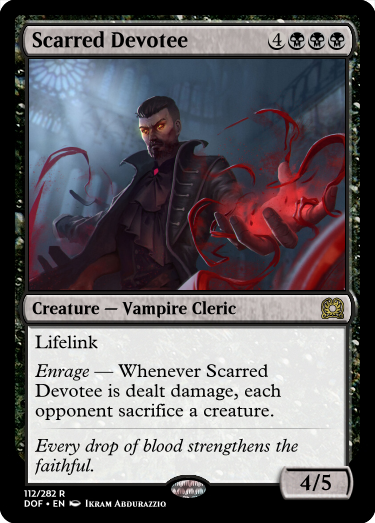 Scarred Devotee 4
Creature — Vampire Cleric
Lifelink
Enrage — Whenever Scarred
Devotee is dealt damage, each
opponent sacrifice a creature.
Every drop of blood strengthens the
faithful.
4/5
112/282 R
DOF • EN Ikram Abdurazzio